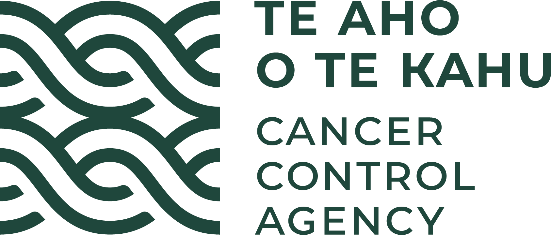 TE AHO
O TE KAHU
CANCER
CONTROL
AGENCY